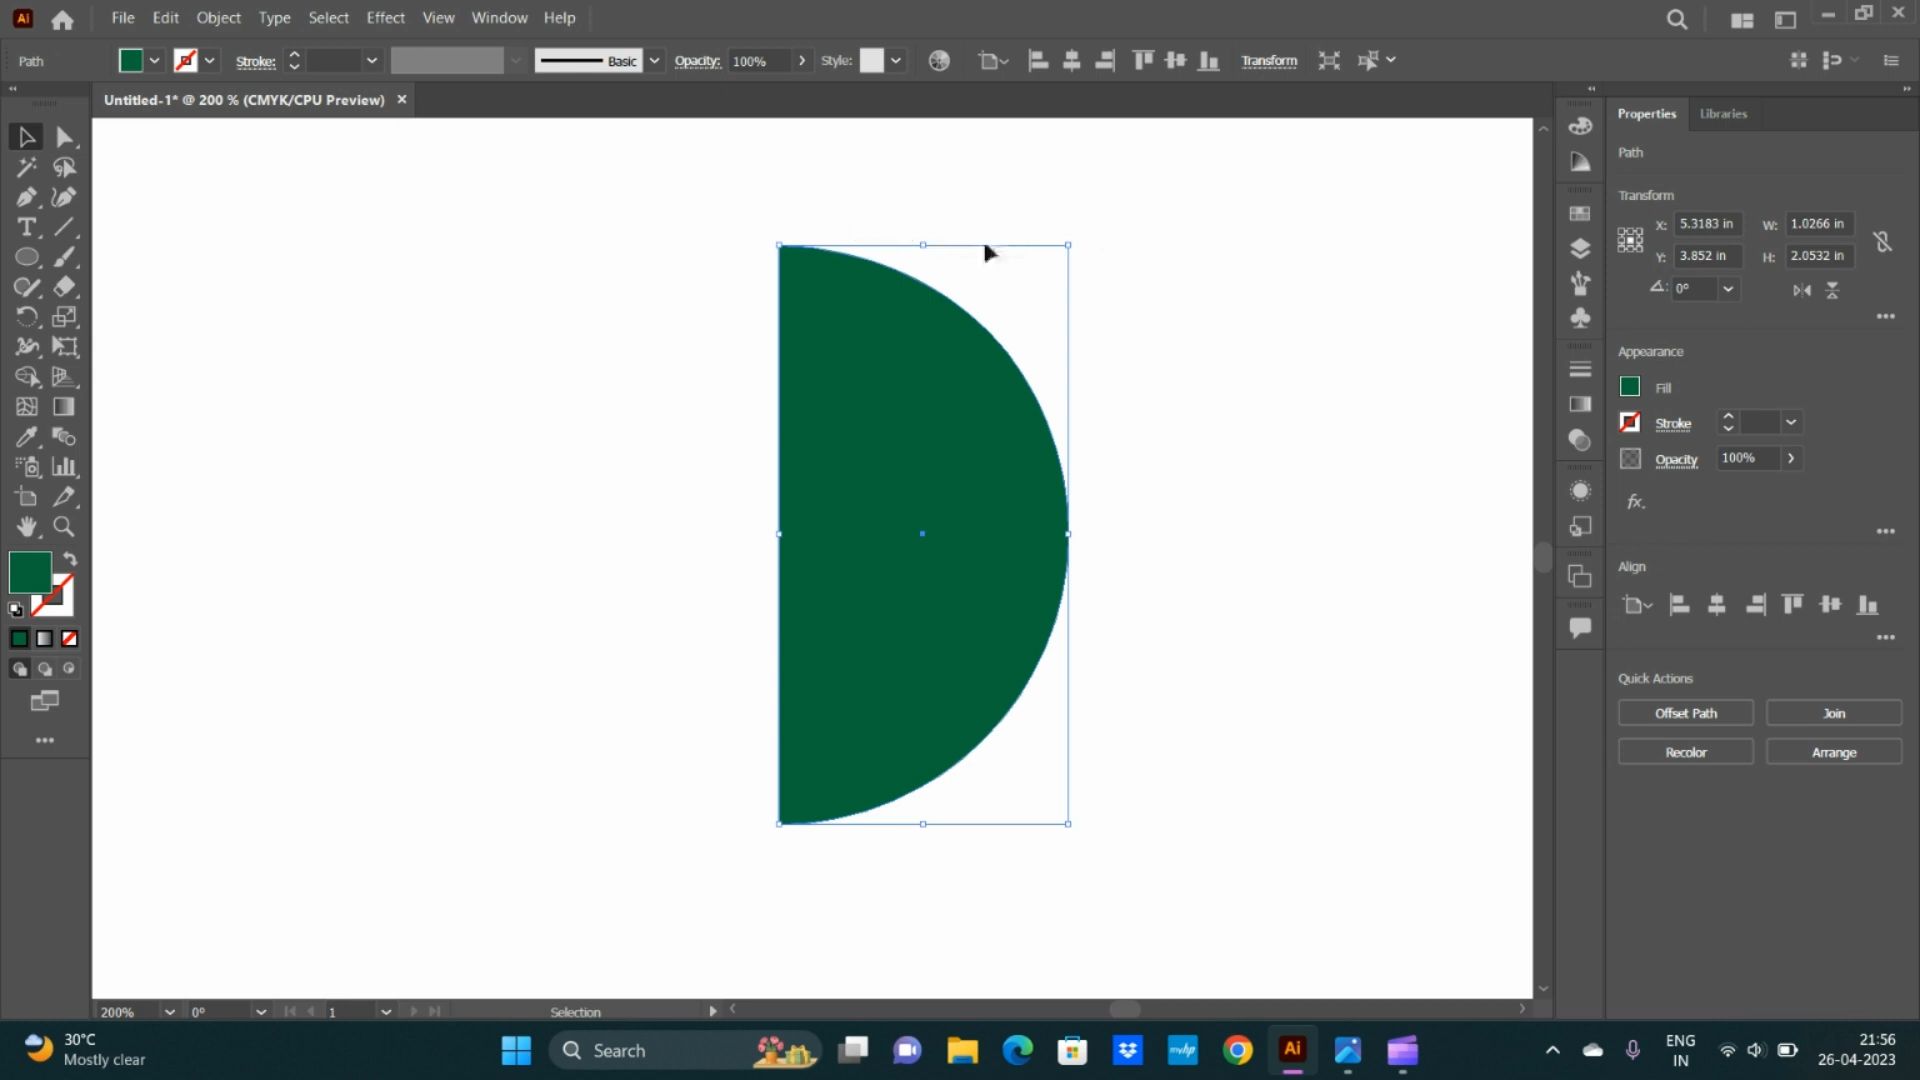 Ai File Edit Object Type Select Effect View Window Help
Path Stroke: Basic Opacity: 100% Style: Transform
Untitled-1* @ 200 % (CMYK/CPU Preview)
Properties Libraries
Path
Transform
X: 5.3183 in W: 1.0266 in
Y: 3.852 in H: 2.0532 in
0°
Appearance
Fill
Stroke
Opacity 100%
fx.
Align
Quick Actions
Offset Path Join
Recolor Arrange
200% 0° 1 Selection
30°C
Mostly clear
Search
myhp
Ai
ENG
IN
21:56
26-04-2023